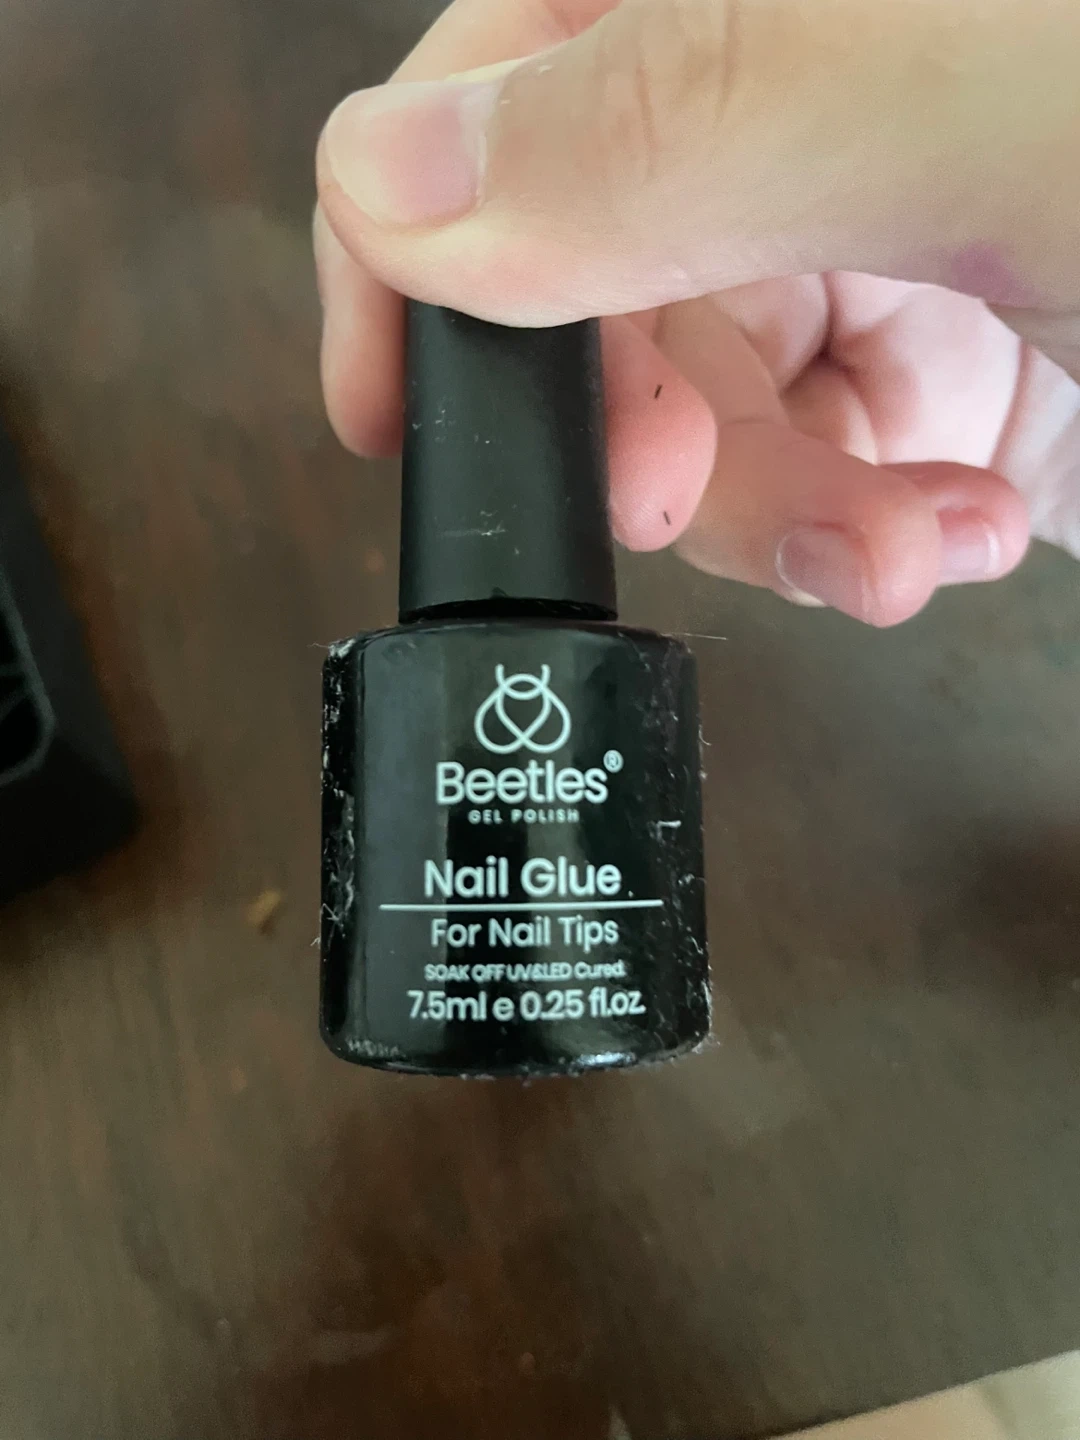 Beetles®
GEL POLISH
Nail Glue
For Nail Tips
SOAK OFF UV&LED Cured.
7.5ml e 0.25 fl.oz